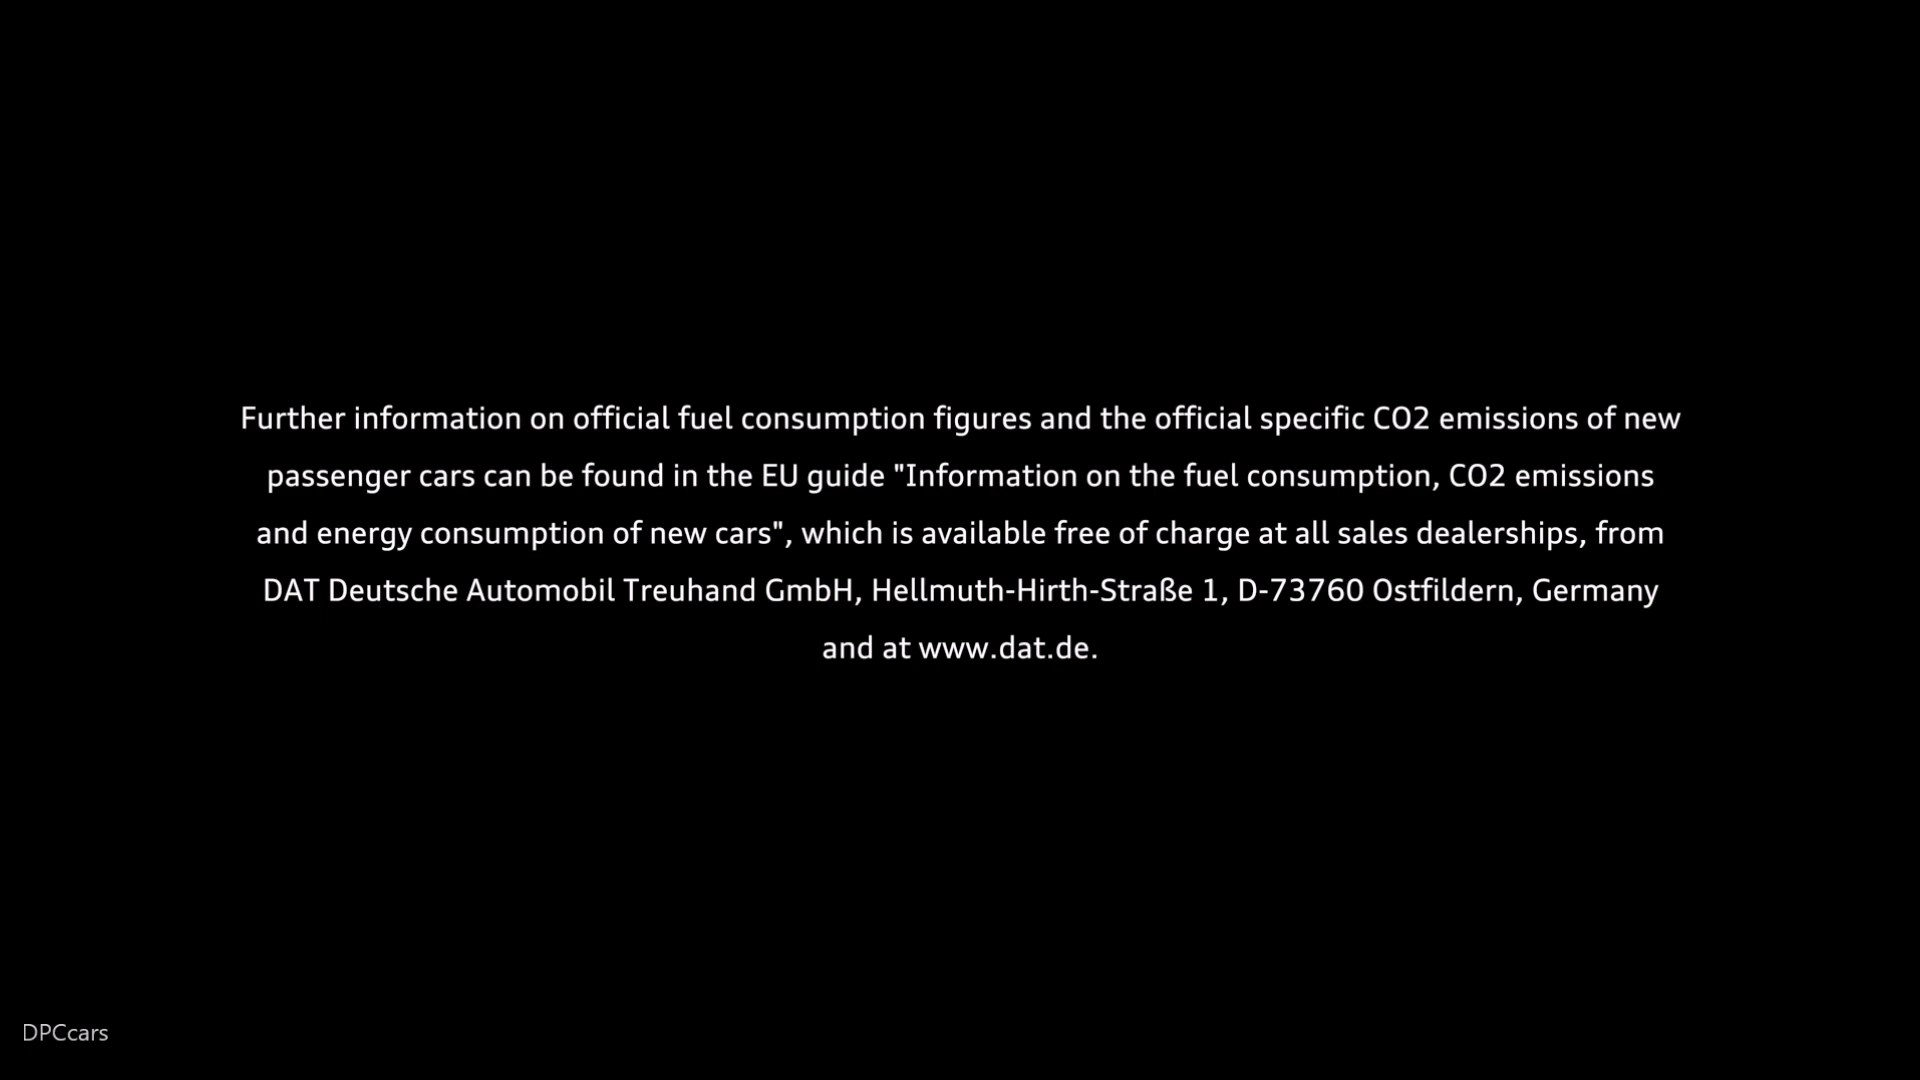 Further information on official fuel consumption figures and the official specific CO2 emissions of new
passenger cars can be found in the EU guide "Information on the fuel consumption, CO2 emissions
and energy consumption of new cars", which is available free of charge at all sales dealerships, from
DAT Deutsche Automobil Treuhand GmbH, Hellmuth-Hirth-Straße 1, D-73760 Ostfildern, Germany
and at www.dat.de.
DPCcars